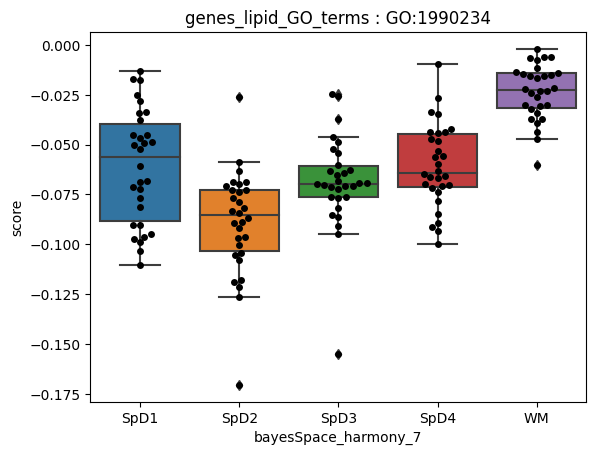 genes_lipid_GO_terms : GO:1990234
0.000
−0.025
−0.050
−0.075
−0.100
−0.125
−0.150
−0.175
score
SpD1 SpD2 SpD3 SpD4 WM
bayesSpace_harmony_7